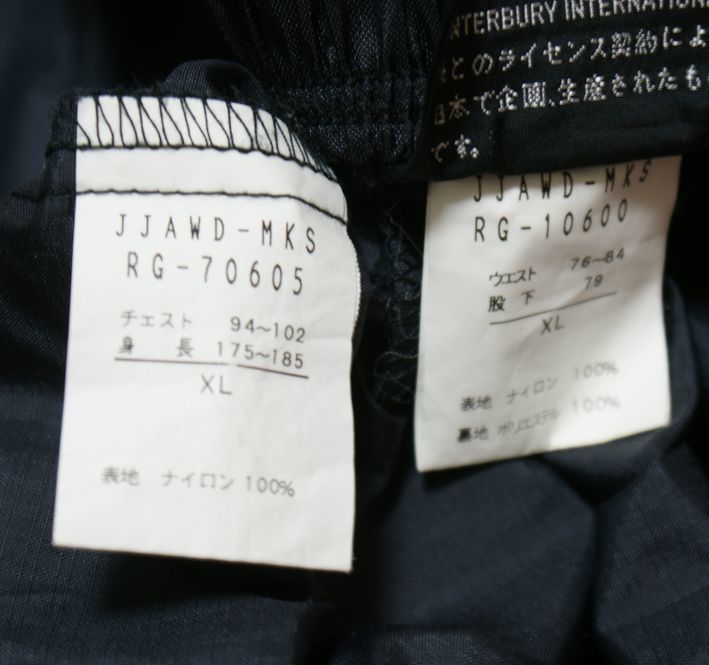 JJAWD-MKS
RG-70605
チェスト 94~102
身 長 175~185
XL
表地 ナイロン 100%
NTERBURY INTERNATION
とのライセンス契約によ
日本で企画、生産されたも
です。
JJAWD-MKS
RG-10600
ウエスト 76~84
股下 79
XL
表地 ナイロン 100%
裏地 ポリエステル 100%